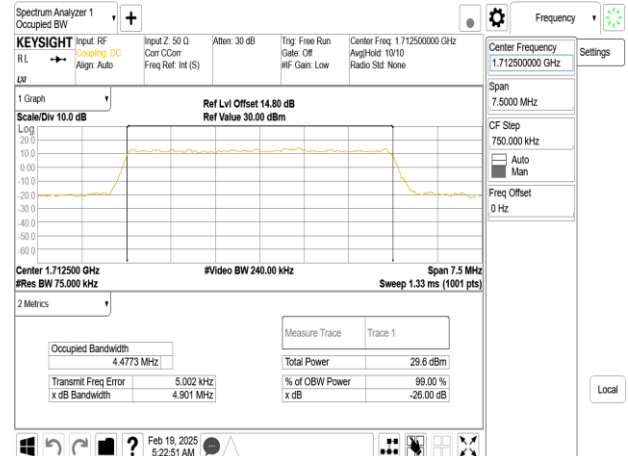 Spectrum Analyzer 1
Occupied BW
Frequency
KEYSIGHT
Input: RF
Input Z: 50 Ω
Atten: 30 dB
Trig: Free Run
Center Freq: 1.712500000 GHz
RL
Coupling: DC
Corr CCorr
Gate: Off
Avg|Hold: 10/10
Align: Auto
Freq Ref: Int (S)
#IF Gain: Low
Radio Std: None
LXI
Center Frequency
1.712500000 GHz
Settings
Span
7.5000 MHz
CF Step
750.000 kHz
Auto
Man
Freq Offset
0 Hz
Local
1 Graph
Ref Lvl Offset 14.80 dB
Scale/Div 10.0 dB
Ref Value 30.00 dBm
Log
20.0
10.0
0.00
-10.0
-20.0
-30.0
-40.0
-50.0
-60.0
Center 1.712500 GHz
#Video BW 240.00 kHz
Span 7.5 MHz
#Res BW 75.000 kHz
Sweep 1.33 ms (1001 pts)
2 Metrics
Measure Trace
Trace 1
Occupied Bandwidth
4.4773 MHz
Total Power
29.6 dBm
Transmit Freq Error
5.002 kHz
% of OBW Power
99.00 %
x dB Bandwidth
4.901 MHz
x dB
-26.00 dB
?
Feb 19, 2025
5:22:51 AM